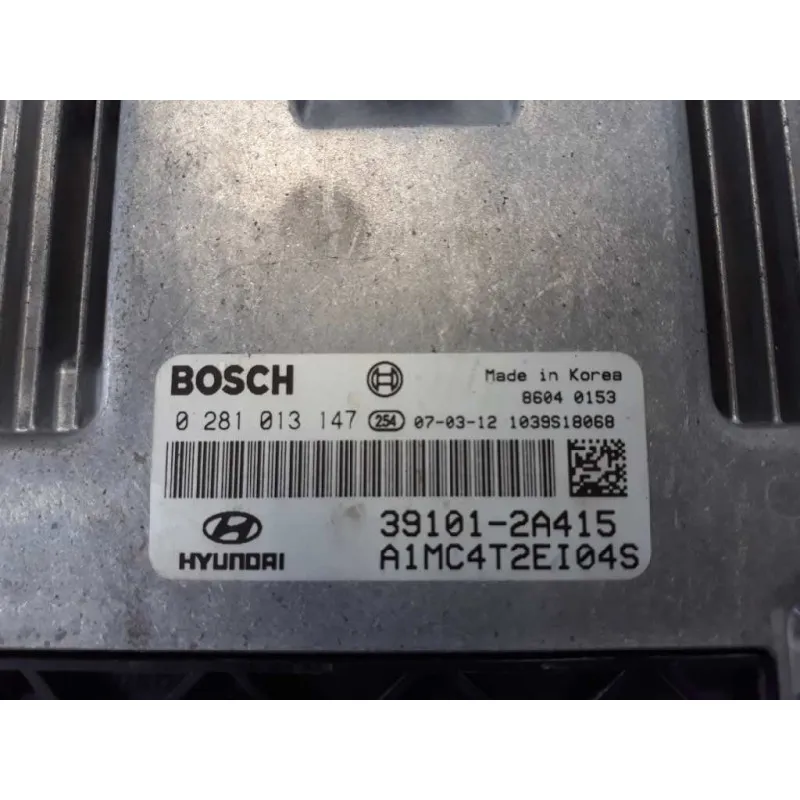 BOSCH
Made in Korea
8604 0153
0 281 013 147 254 07-03-12 1039S18068
39101-2A415
HYUNDAI
A1MC4T2EI04S